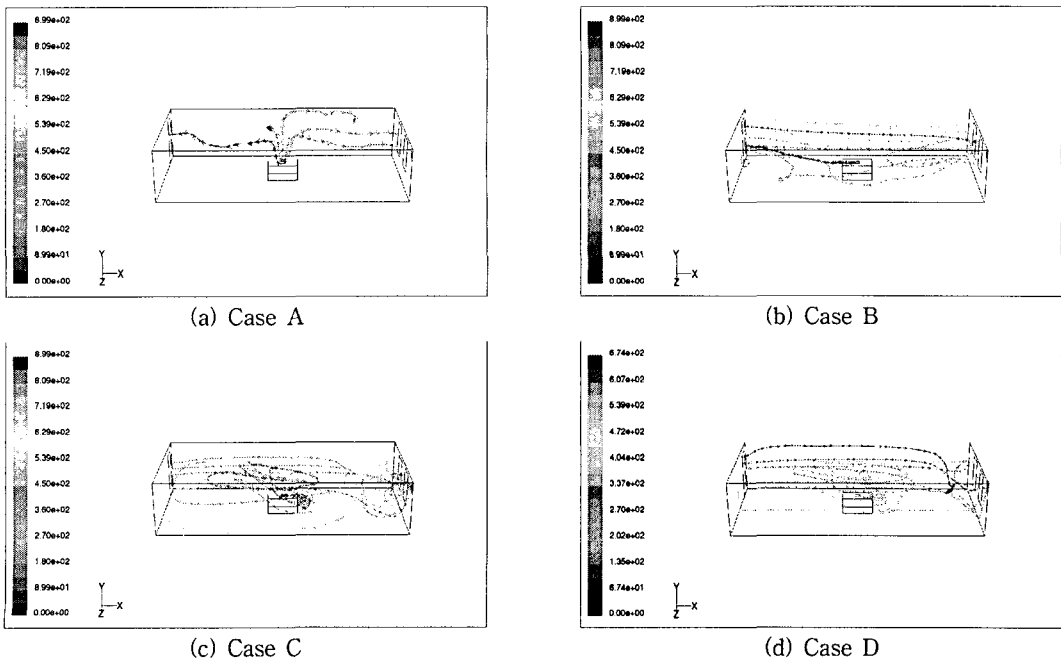 8.99e+02
8.09e+02
7.19e+02
6.29e+02
5.39e+02
4.50e+02
3.60e+02
2.70e+02
1.80e+02
8.99e+01
0.00e+00
Y
Z X
(a) Case A
8.99e+02
8.09e+02
7.19e+02
6.29e+02
5.39e+02
4.50e+02
3.60e+02
2.70e+02
1.80e+02
8.99e+01
0.00e+00
Y
Z X
(b) Case B
8.99e+02
8.09e+02
7.19e+02
6.29e+02
5.39e+02
4.50e+02
3.60e+02
2.70e+02
1.80e+02
8.99e+01
0.00e+00
Y
Z X
(c) Case C
6.74e+02
6.07e+02
5.39e+02
4.72e+02
4.04e+02
3.37e+02
2.70e+02
2.02e+02
1.35e+02
6.74e+01
0.00e+00
Y
Z X
(d) Case D